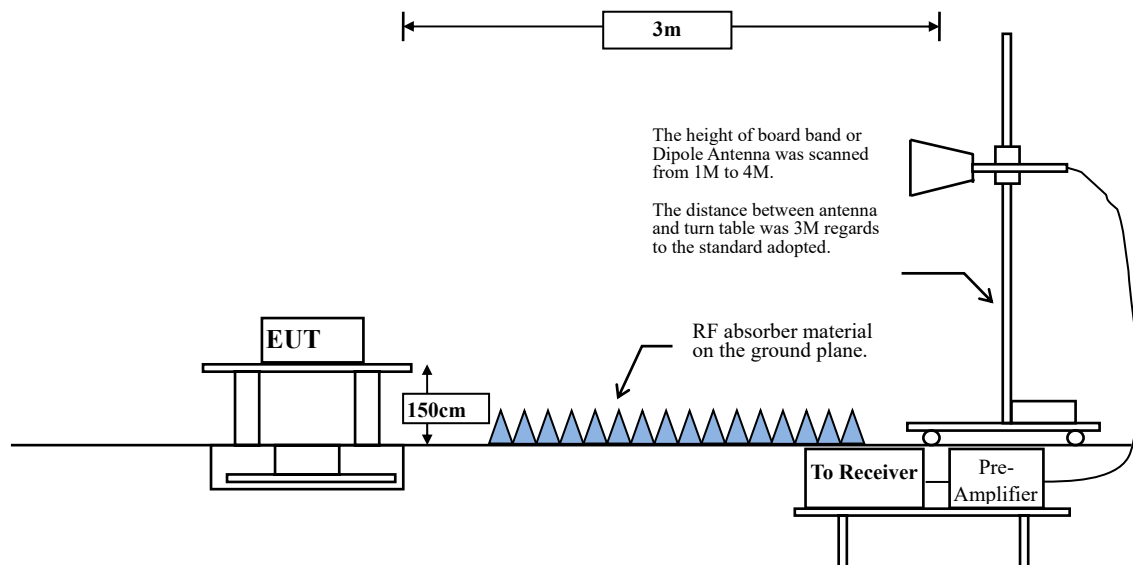 3m
The height of board band or
Dipole Antenna was scanned
from 1M to 4M.
The distance between antenna
and turn table was 3M regards
to the standard adopted.
RF absorber material
on the ground plane.
EUT
150cm
To Receiver
Pre-
Amplifier